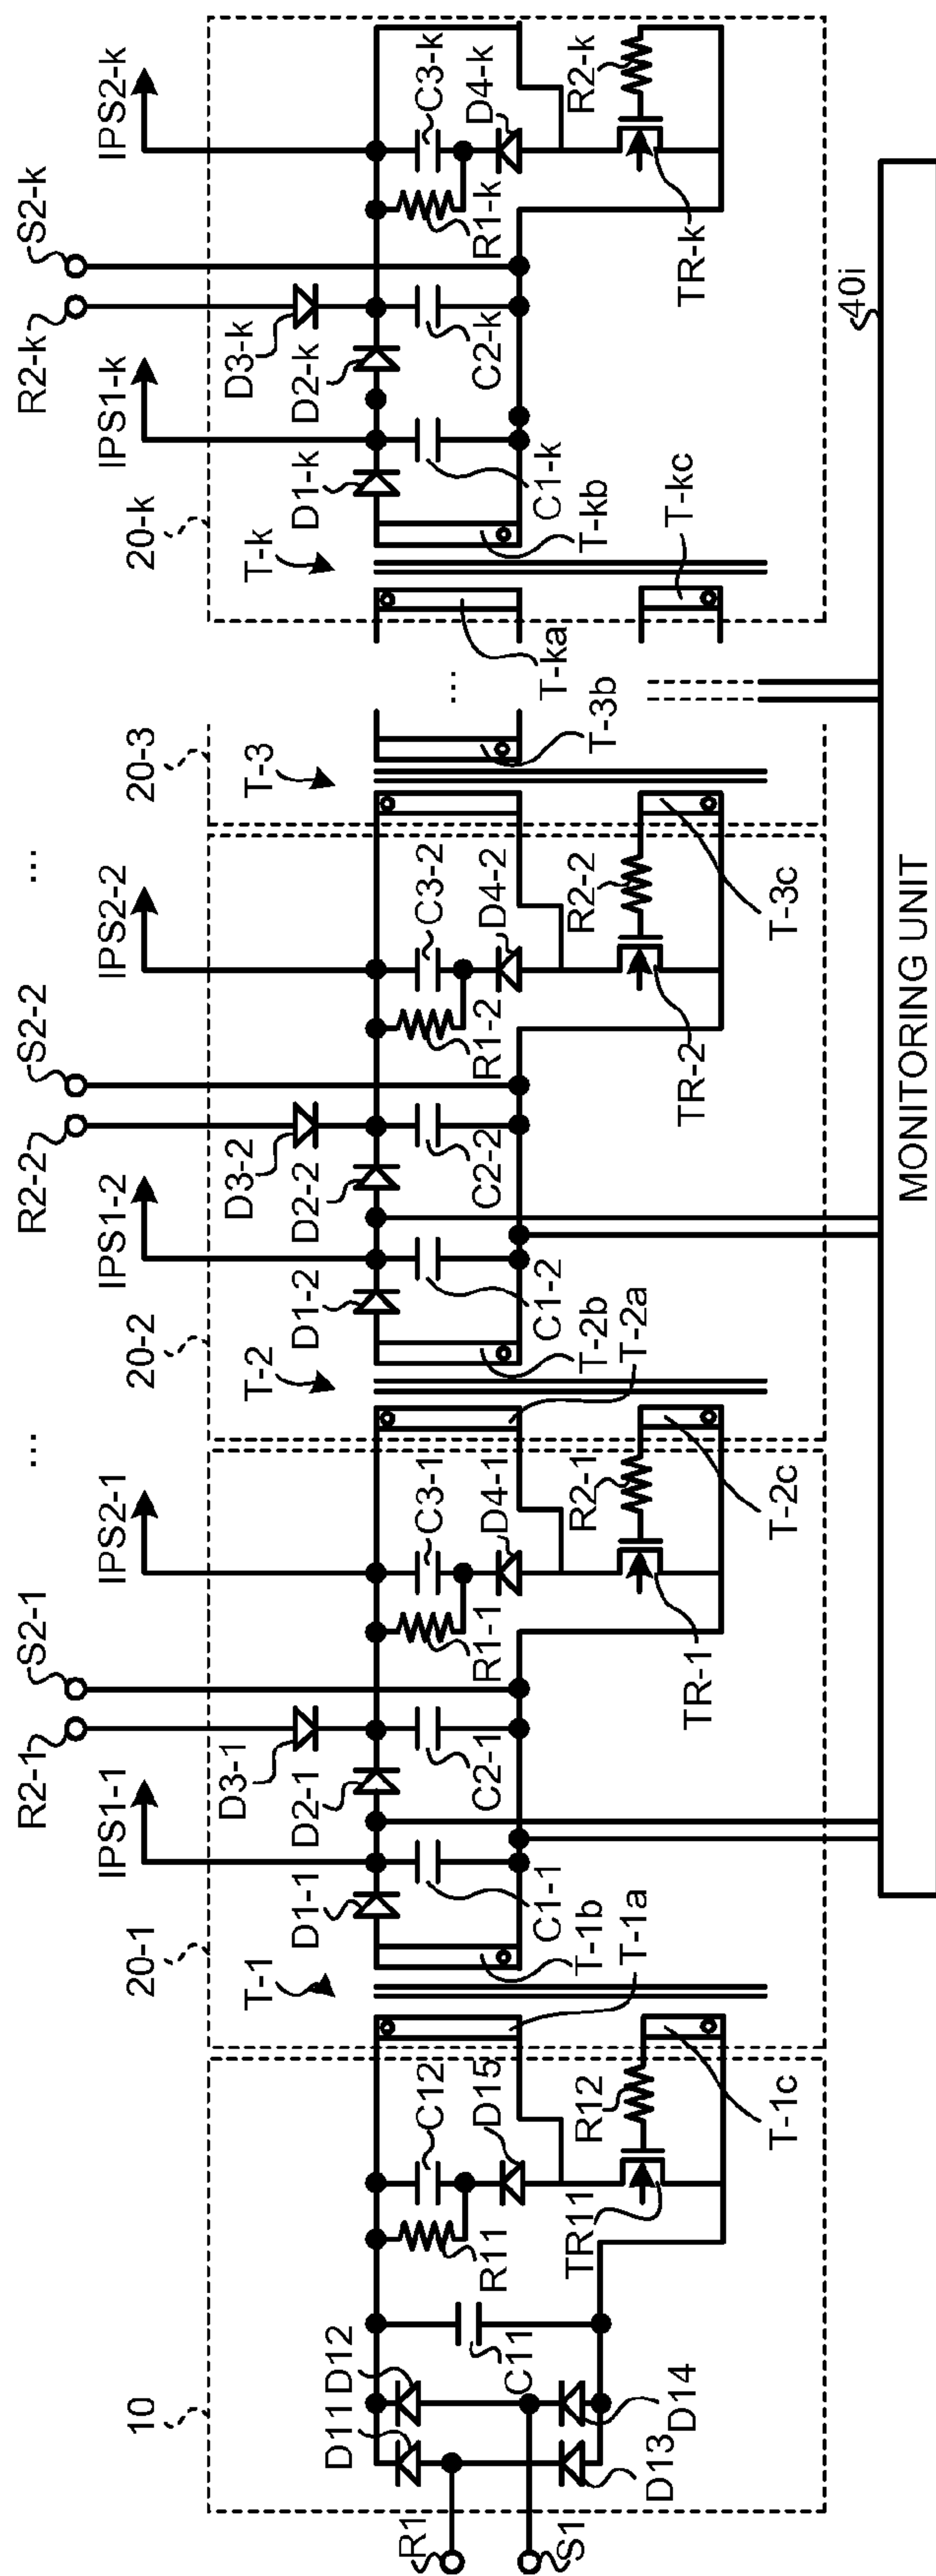 R2-1
S2-1
...
R2-2
S2-2
...
R2-k
S2-k
IPS1-1
IPS2-1
IPS1-2
IPS2-2
IPS1-k
IPS2-k
10
20-1
20-2
20-3
20-k
T-1
T-2
T-3
T-k
D3-1
D3-2
D3-k
D11
D12
R11
C12
D15
D1-1
D2-1
R1-1
C3-1
D4-1
D1-2
D2-2
R1-2
C3-2
D4-2
D1-k
D2-k
R1-k
C3-k
D4-k
R1
S1
C11
D13
D14
C1-1
C2-1
C1-2
C2-2
C1-k
C2-k
T-1b
T-1a
T-2b
T-2a
...
T-3b
T-ka
T-kb
TR11
R12
T-1c
TR-1
R2-1
T-2c
TR-2
R2-2
T-3c
T-kc
TR-k
R2-k
40i
MONITORING UNIT